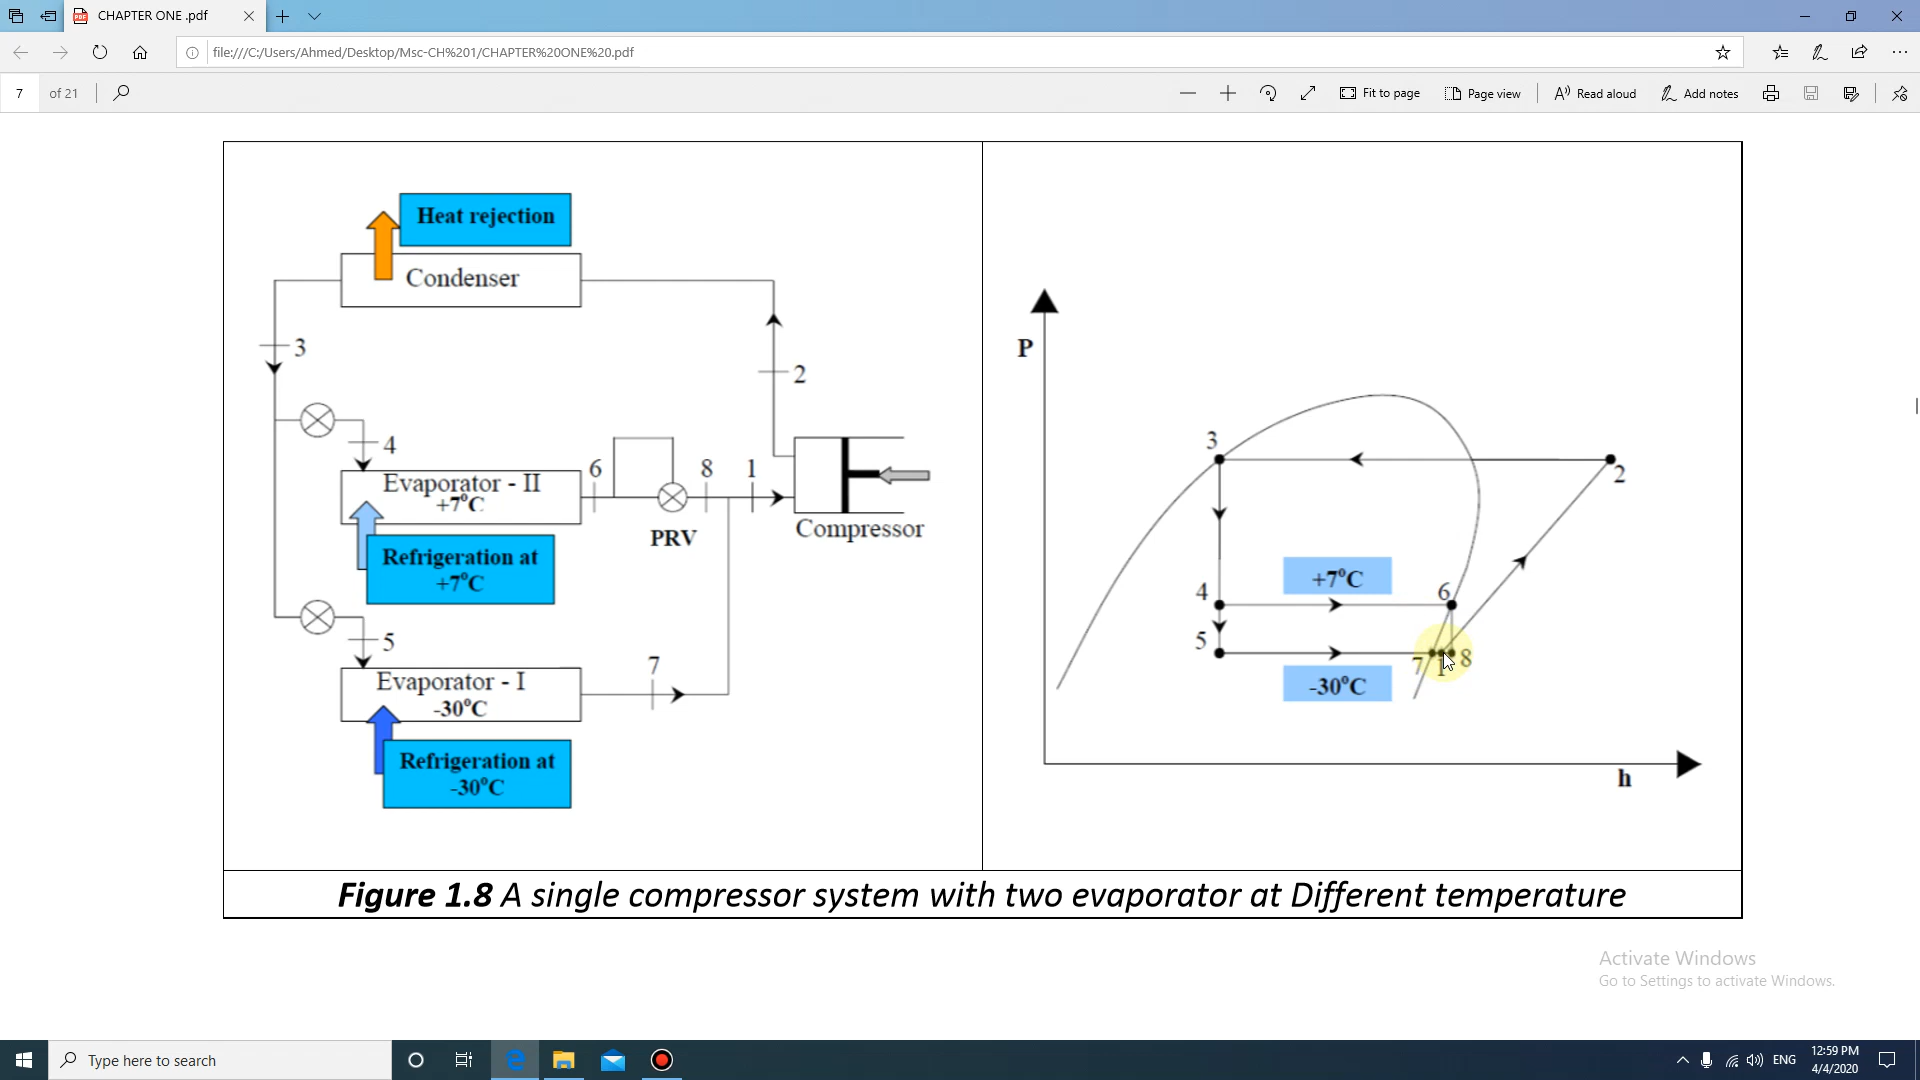 CHAPTER ONE .pdf
file:///C:/Users/Ahmed/Desktop/Msc-CH%201/CHAPTER%20ONE%20.pdf
7 of 21
Fit to page
Page view
Read aloud
Add notes
Heat rejection
Condenser
3
2
4
Evaporator - II
+7°C
6
8
1
PRV
Compressor
Refrigeration at
+7°C
5
Evaporator - I
-30°C
7
Refrigeration at
-30°C
P
3
2
+7°C
4
6
5
7
1
8
-30°C
h
Figure 1.8 A single compressor system with two evaporator at Different temperature
Activate Windows
Go to Settings to activate Windows.
Type here to search
ENG
12:59 PM
4/4/2020